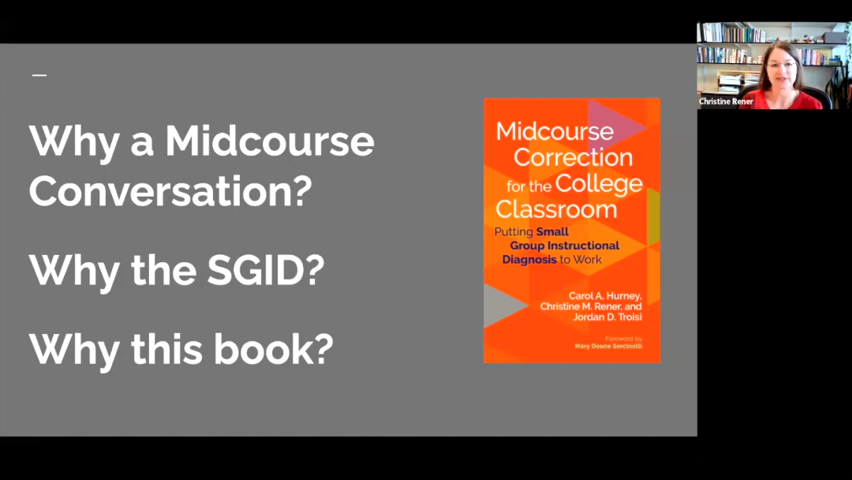 Why a Midcourse
Conversation?
Why the SGID?
Why this book?
Midcourse
Correction
for the College
Classroom
Putting Small
Group Instructional
Diagnosis to Work
Carol A. Hurney,
Christine M. Rener, and
Jordan D. Troisi
Foreword by
Mary Deane Sorcinelli
Christine Rener